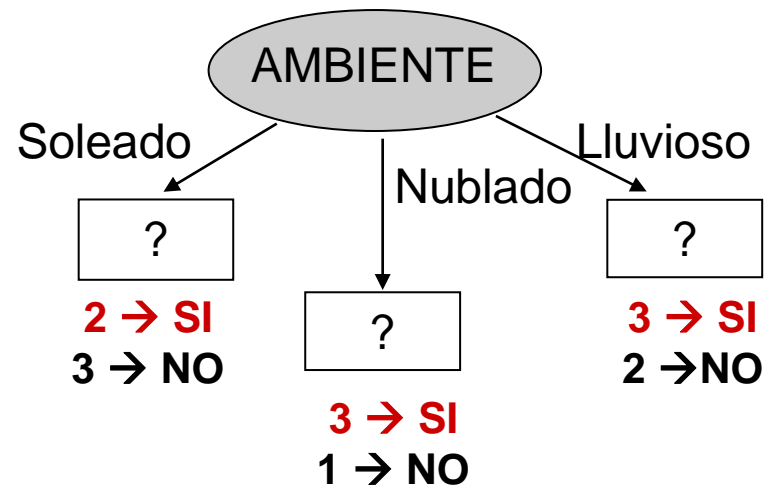 AMBIENTE
Soleado
Nublado
Lluvioso
?
2 → SI
3 → NO
?
3 → SI
1 → NO
?
3 → SI
2 →NO